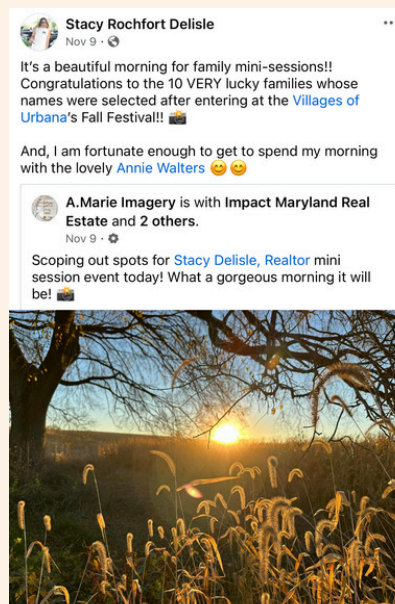 Stacy Rochfort Delisle
Nov 9 ·
It's a beautiful morning for family mini-sessions!!
Congratulations to the 10 VERY lucky families whose
names were selected after entering at the Villages of
Urbana's Fall Festival!! 📸
And, I am fortunate enough to get to spend my morning
with the lovely Annie Walters 😊😊
A.Marie Imagery is with Impact Maryland Real
Estate and 2 others.
Nov 9 ·
Scoping out spots for Stacy Delisle, Realtor mini
session event today! What a gorgeous morning it will
be! 📸